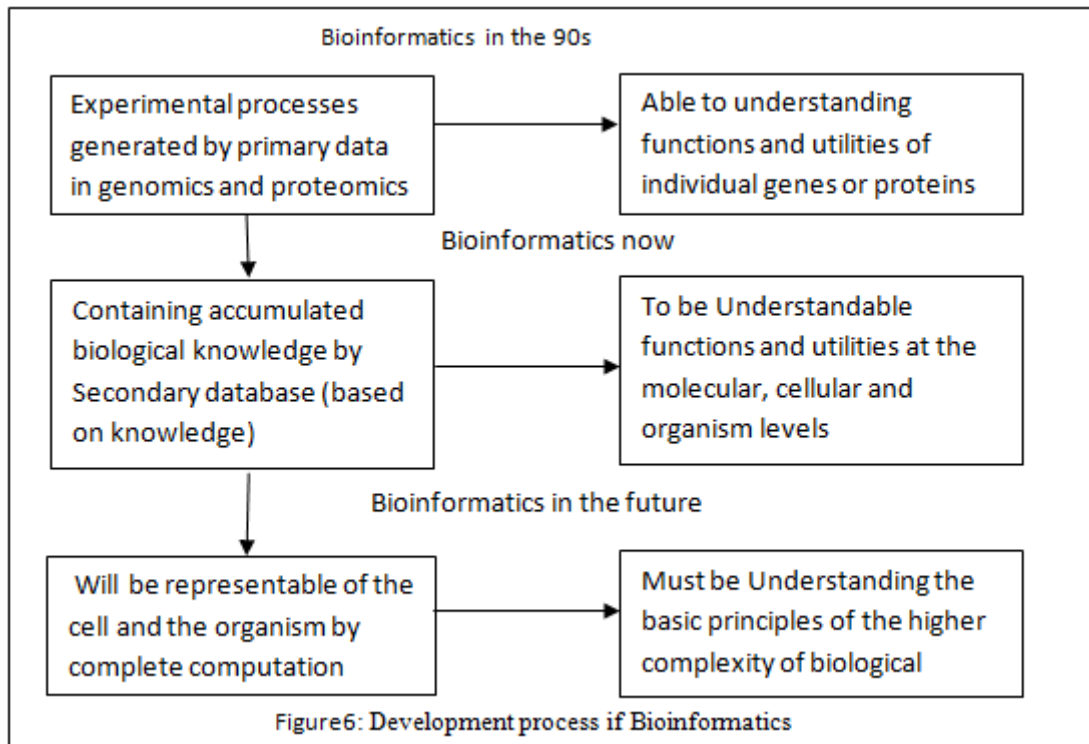 Bioinformatics in the 90s
Experimental processes
generated by primary data
in genomics and proteomics
Able to understanding
functions and utilities of
individual genes or proteins
Bioinformatics now
Containing accumulated
biological knowledge by
Secondary database (based
on knowledge)
To be Understandable
functions and utilities at the
molecular, cellular and
organism levels
Bioinformatics in the future
Will be representable of the
cell and the organism by
complete computation
Must be Understanding the
basic principles of the higher
complexity of biological
Figure6: Development process if Bioinformatics